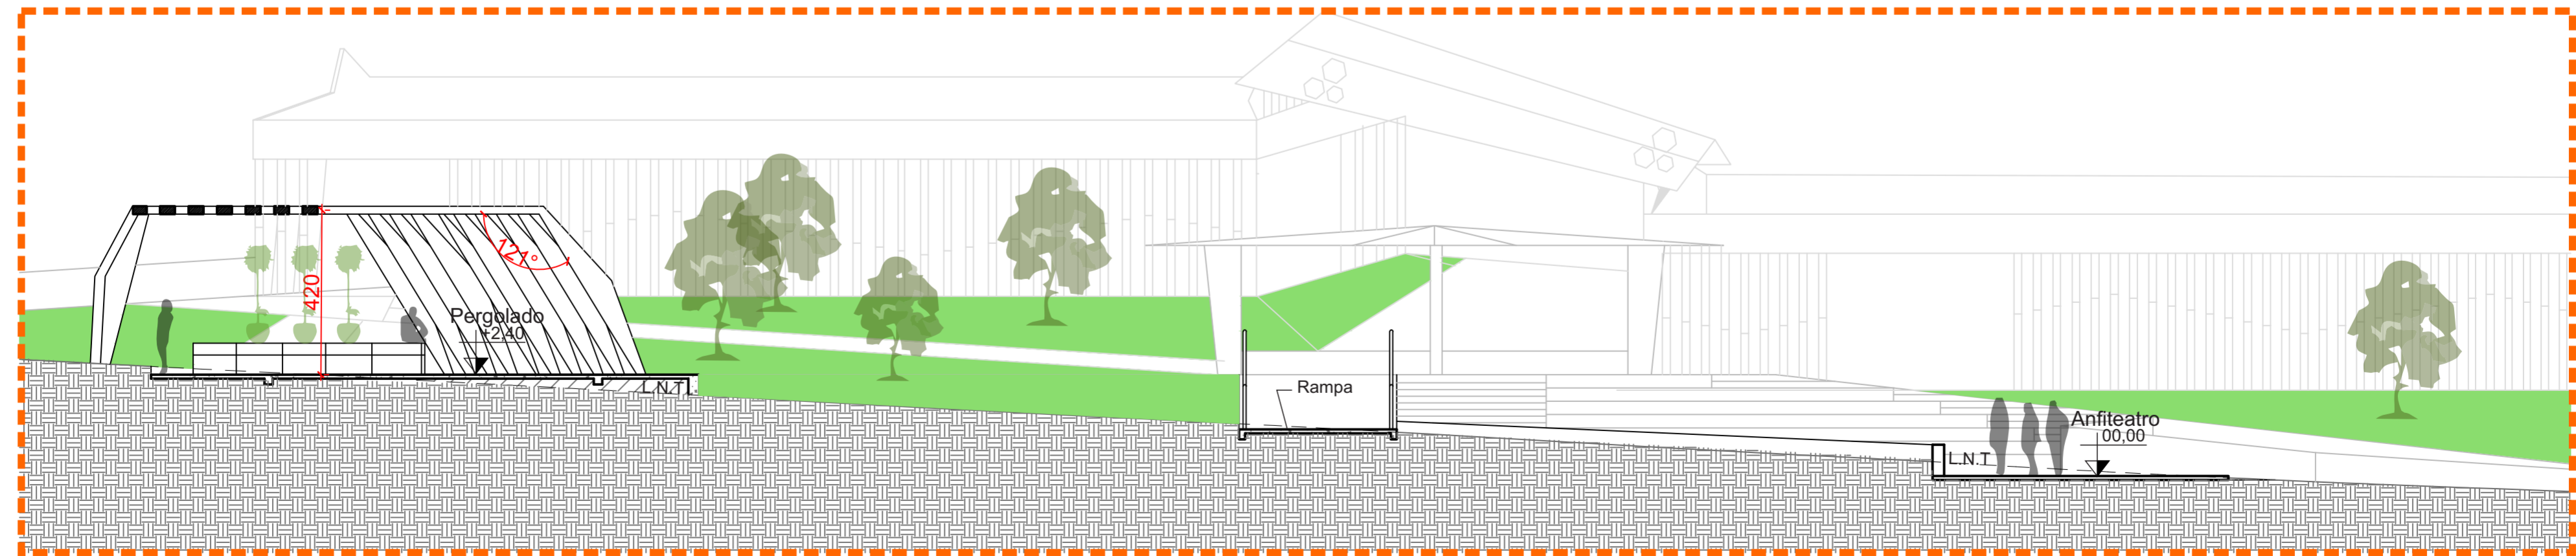 420
121°
Pergolado
+2,40
L.N.T
Rampa
Anfiteatro
00,00
L.N.T